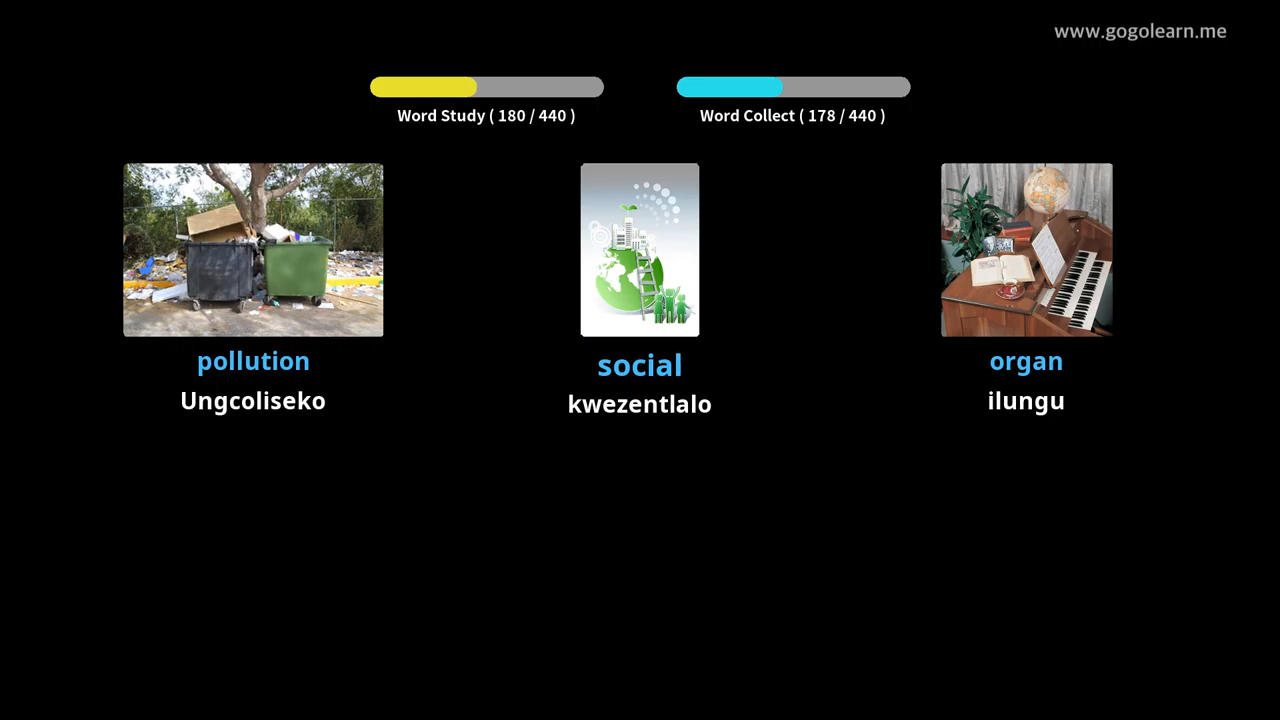 www.gogolearn.me
Word Study ( 180 / 440 )
Word Collect ( 178 / 440 )
pollution
Ungcoliseko
social
kwezentlalo
organ
ilungu